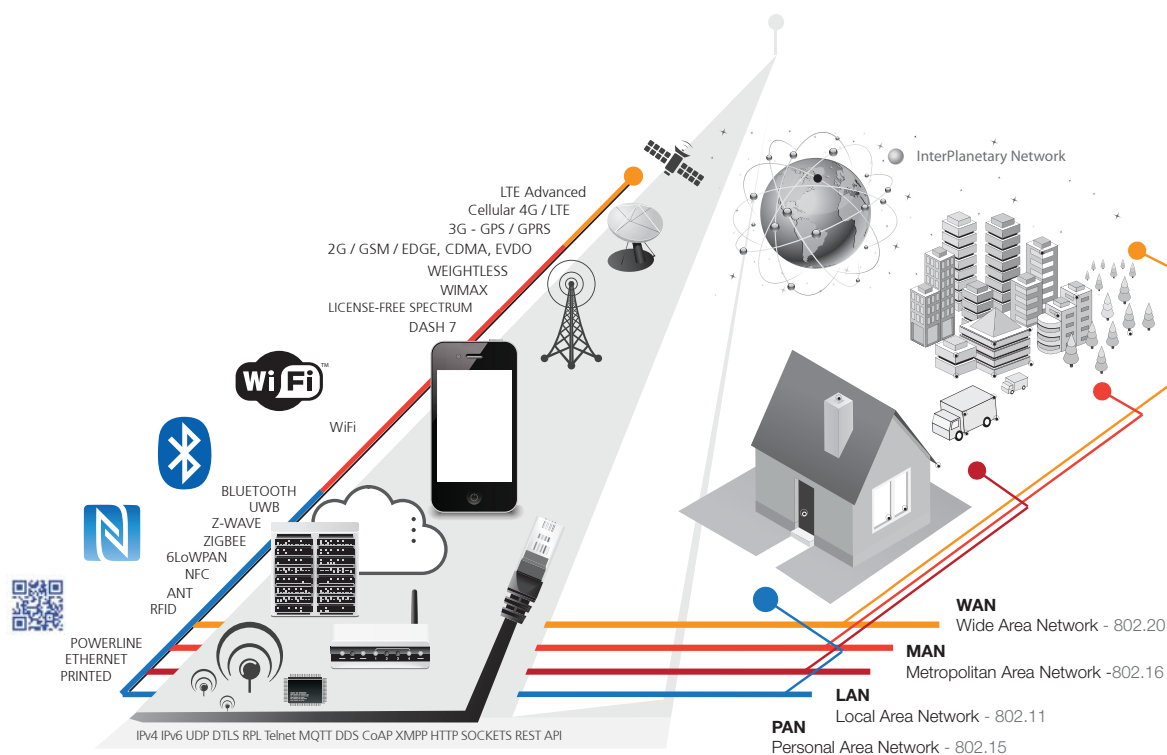 InterPlanetary Network
LTE Advanced
Cellular 4G / LTE
3G - GPS / GPRS
2G / GSM / EDGE, CDMA, EVDO
WEIGHTLESS
WIMAX
LICENSE-FREE SPECTRUM
DASH 7
WiFi™
WiFi
BLUETOOTH
UWB
Z-WAVE
ZIGBEE
6LoWPAN
NFC
ANT
RFID
POWERLINE
ETHERNET
PRINTED
WAN
Wide Area Network - 802.20
MAN
Metropolitan Area Network -802.16
LAN
Local Area Network - 802.11
PAN
Personal Area Network - 802.15
IPv4 IPv6 UDP DTLS RPL Telnet MQTT DDS CoAP XMPP HTTP SOCKETS REST API